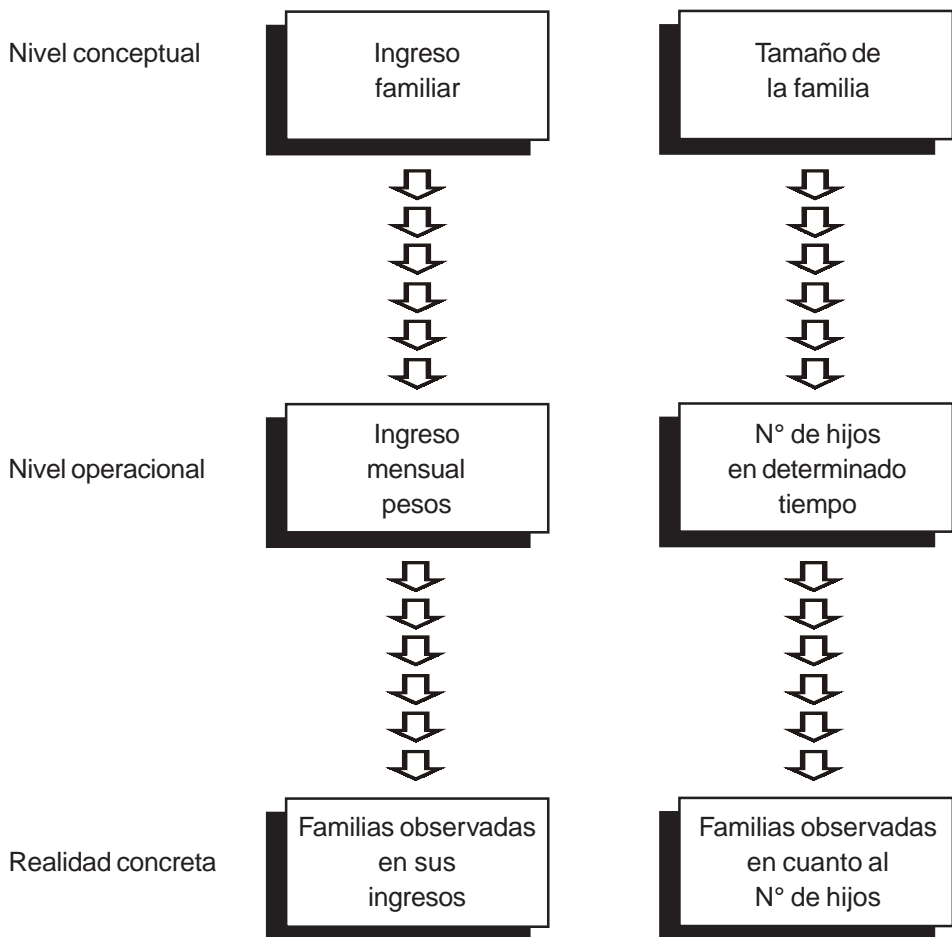 Nivel conceptual
Ingreso
familiar
Tamaño de
la familia
Nivel operacional
Ingreso
mensual
pesos
N° de hijos
en determinado
tiempo
Realidad concreta
Familias observadas
en sus
ingresos
Familias observadas
en cuanto al
N° de hijos